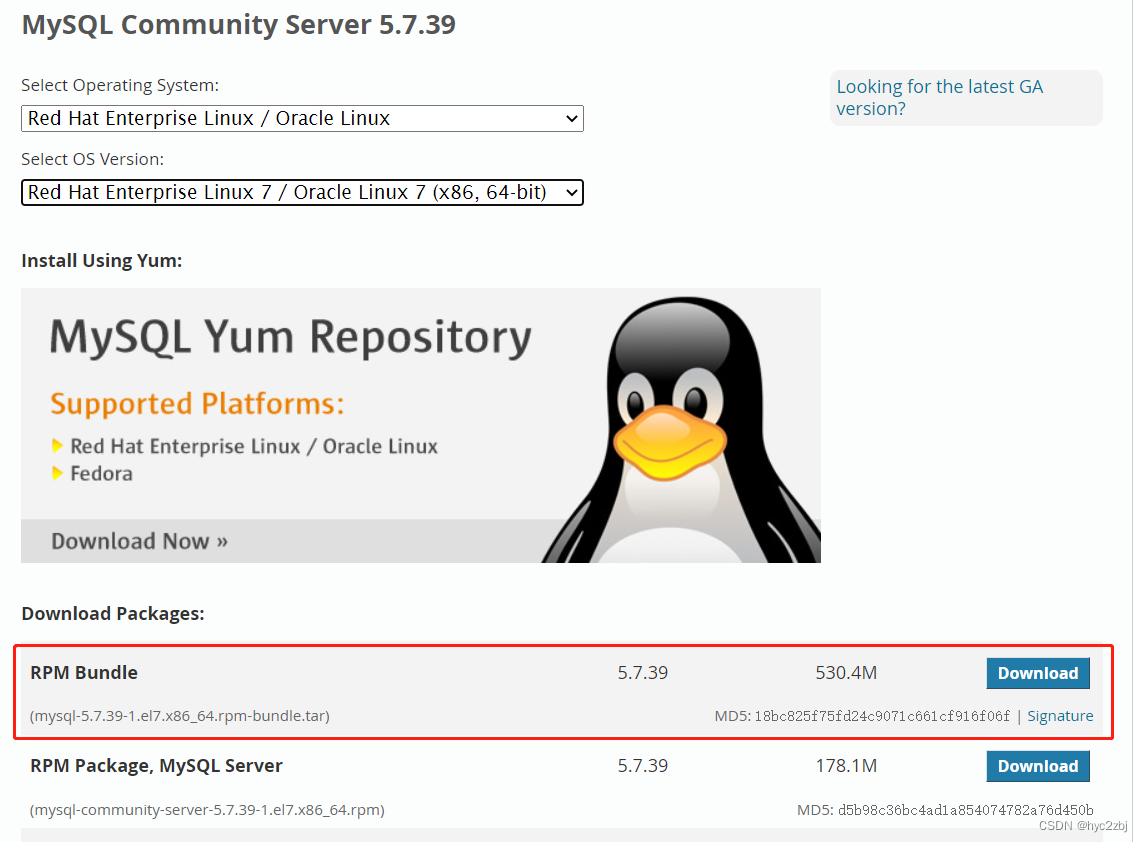 MySQL Community Server 5.7.39
Select Operating System:
Looking for the latest GA
version?
Red Hat Enterprise Linux / Oracle Linux
Select OS Version:
Red Hat Enterprise Linux 7 / Oracle Linux 7 (x86, 64-bit)
Install Using Yum:
MySQL Yum Repository
Supported Platforms:
Red Hat Enterprise Linux / Oracle Linux
Fedora
Download Now »
Download Packages:
RPM Bundle 5.7.39 530.4M Download
(mysql-5.7.39-1.el7.x86_64.rpm-bundle.tar) MD5: 18bc825f75fd24c9071c661cf916f06f | Signature
RPM Package, MySQL Server 5.7.39 178.1M Download
(mysql-community-server-5.7.39-1.el7.x86_64.rpm) MD5: d5b98c36bc4ad1a854074782a76d450b
CSDN @hyc2zbj